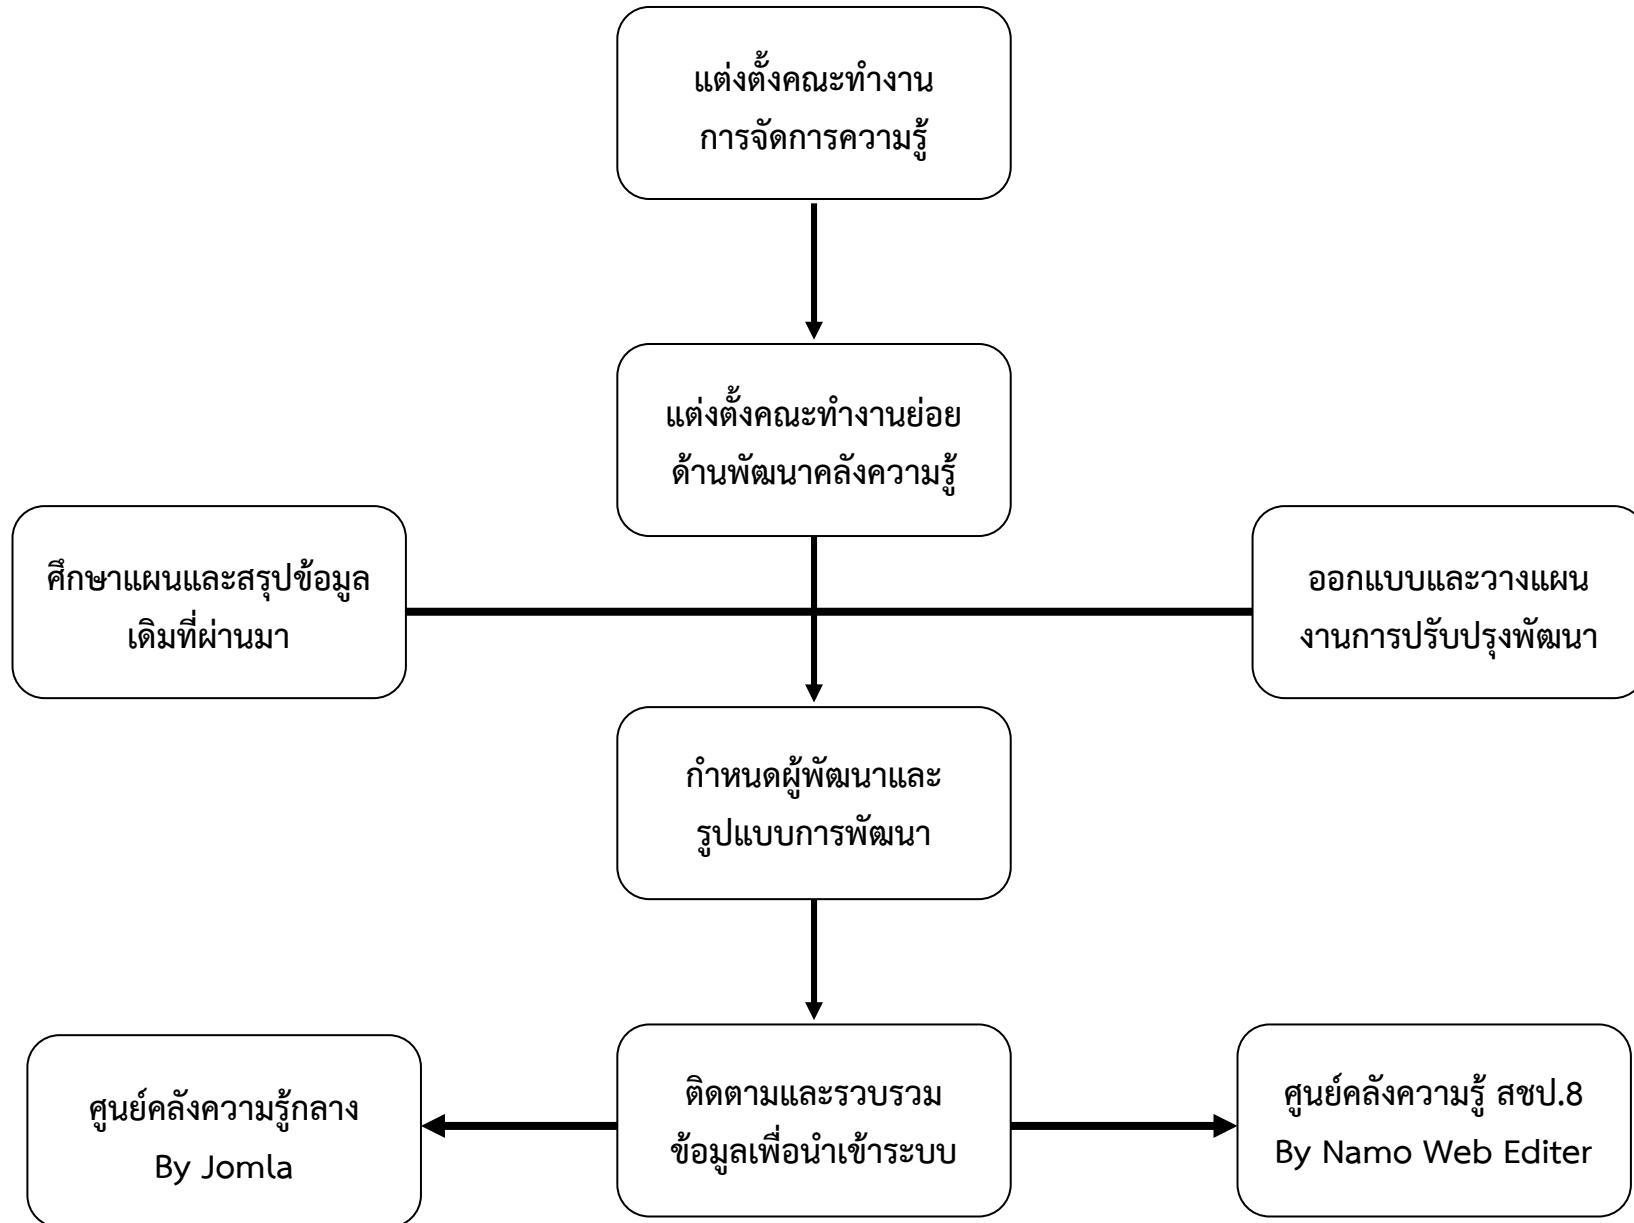 แต่งตั้งคณะทำงาน
การจัดการความรู้
แต่งตั้งคณะทำงานย่อย
ด้านพัฒนาคลังความรู้
ศึกษาแผนและสรุปข้อมูล
เดิมที่ผ่านมา
ออกแบบและวางแผน
งานการปรับปรุงพัฒนา
กำหนดผู้พัฒนาและ
รูปแบบการพัฒนา
ศูนย์คลังความรู้กลาง
By Jomla
ติดตามและรวบรวม
ข้อมูลเพื่อนำเข้าระบบ
ศูนย์คลังความรู้ สชป.8
By Namo Web Editer